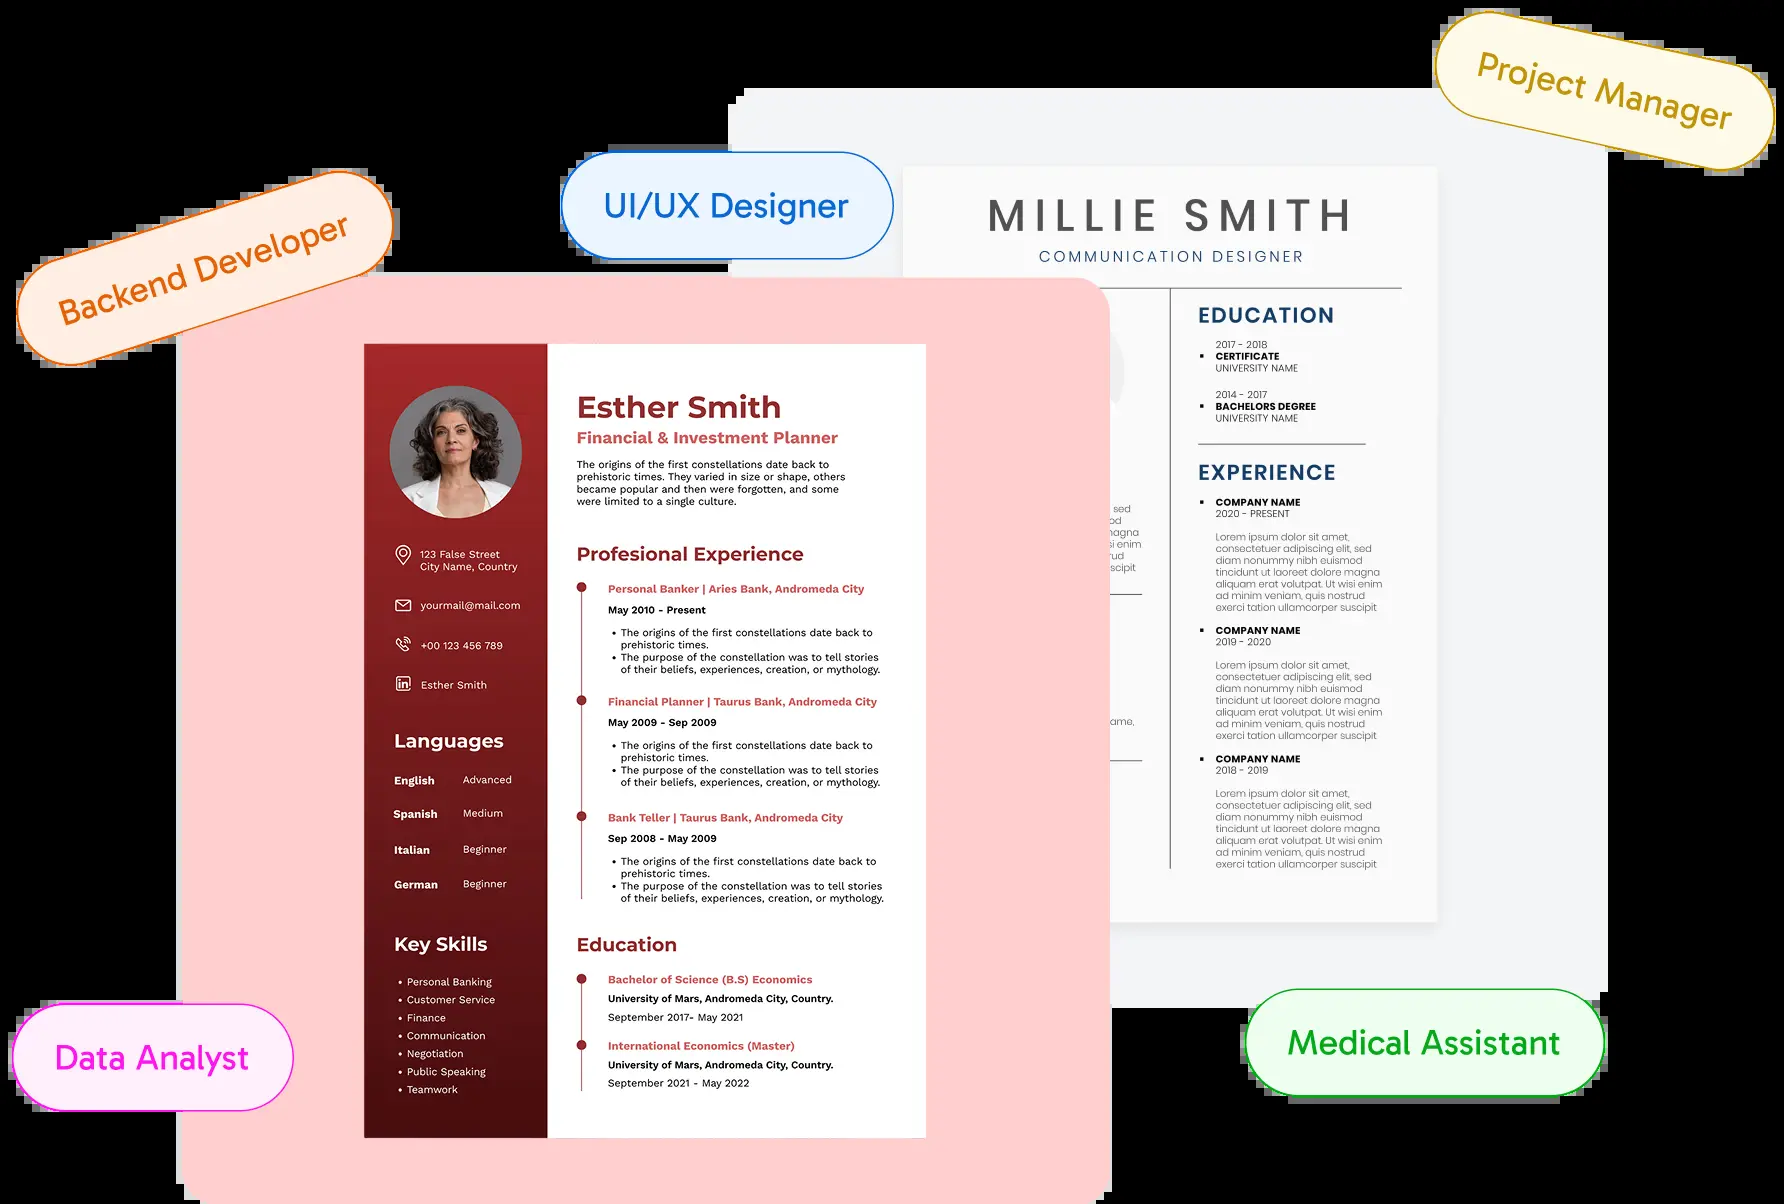 Project Manager
UI/UX Designer
Backend Developer
MILLIE SMITH
COMMUNICATION DESIGNER
EDUCATION
2017 - 2018
▪ CERTIFICATE
UNIVERSITY NAME
2014 - 2017
▪ BACHELORS DEGREE
UNIVERSITY NAME
EXPERIENCE
▪ COMPANY NAME
2020 - PRESENT
Lorem ipsum dolor sit amet,
consectetuer adipiscing elit, sed
diam nonummy nibh euismod
tincidunt ut laoreet dolore magna
aliquam erat volutpat. Ut wisi enim
ad minim veniam, quis nostrud
exerci tation ullamcorper suscipit
▪ COMPANY NAME
2019 - 2020
Lorem ipsum dolor sit amet,
consectetuer adipiscing elit, sed
diam nonummy nibh euismod
tincidunt ut laoreet dolore magna
aliquam erat volutpat. Ut wisi enim
ad minim veniam, quis nostrud
exerci tation ullamcorper suscipit
▪ COMPANY NAME
2018 - 2019
Lorem ipsum dolor sit amet,
consectetuer adipiscing elit, sed
diam nonummy nibh euismod
tincidunt ut laoreet dolore magna
aliquam erat volutpat. Ut wisi enim
ad minim veniam, quis nostrud
exerci tation ullamcorper suscipit
sed
enim
Esther Smith
Financial & Investment Planner
The origins of the first constellations date back to
prehistoric times. They varied in size or shape, others
became popular and then were forgotten, and some
were limited to a single culture.
123 False Street
City Name, Country
yourmail@mail.com
+00 123 456 789
in
Esther Smith
Languages
English Advanced
Spanish Medium
Italian Beginner
German Beginner
Key Skills
• Personal Banking
• Customer Service
• Finance
• Communication
• Negotiation
• Public Speaking
• Teamwork
Profesional Experience
Personal Banker | Aries Bank, Andromeda City
May 2010 - Present
• The origins of the first constellations date back to
prehistoric times.
• The purpose of the constellation was to tell stories
of their beliefs, experiences, creation, or mythology.
Financial Planner | Taurus Bank, Andromeda City
May 2009 - Sep 2009
• The origins of the first constellations date back to
prehistoric times.
• The purpose of the constellation was to tell stories
of their beliefs, experiences, creation, or mythology.
Bank Teller | Taurus Bank, Andromeda City
Sep 2008 - May 2009
• The origins of the first constellations date back to
prehistoric times.
• The purpose of the constellation was to tell stories
of their beliefs, experiences, creation, or mythology.
Education
Bachelor of Science (B.S) Economics
University of Mars, Andromeda City, Country.
September 2017- May 2021
International Economics (Master)
University of Mars, Andromeda City, Country.
September 2021 - May 2022
Data Analyst
Medical Assistant